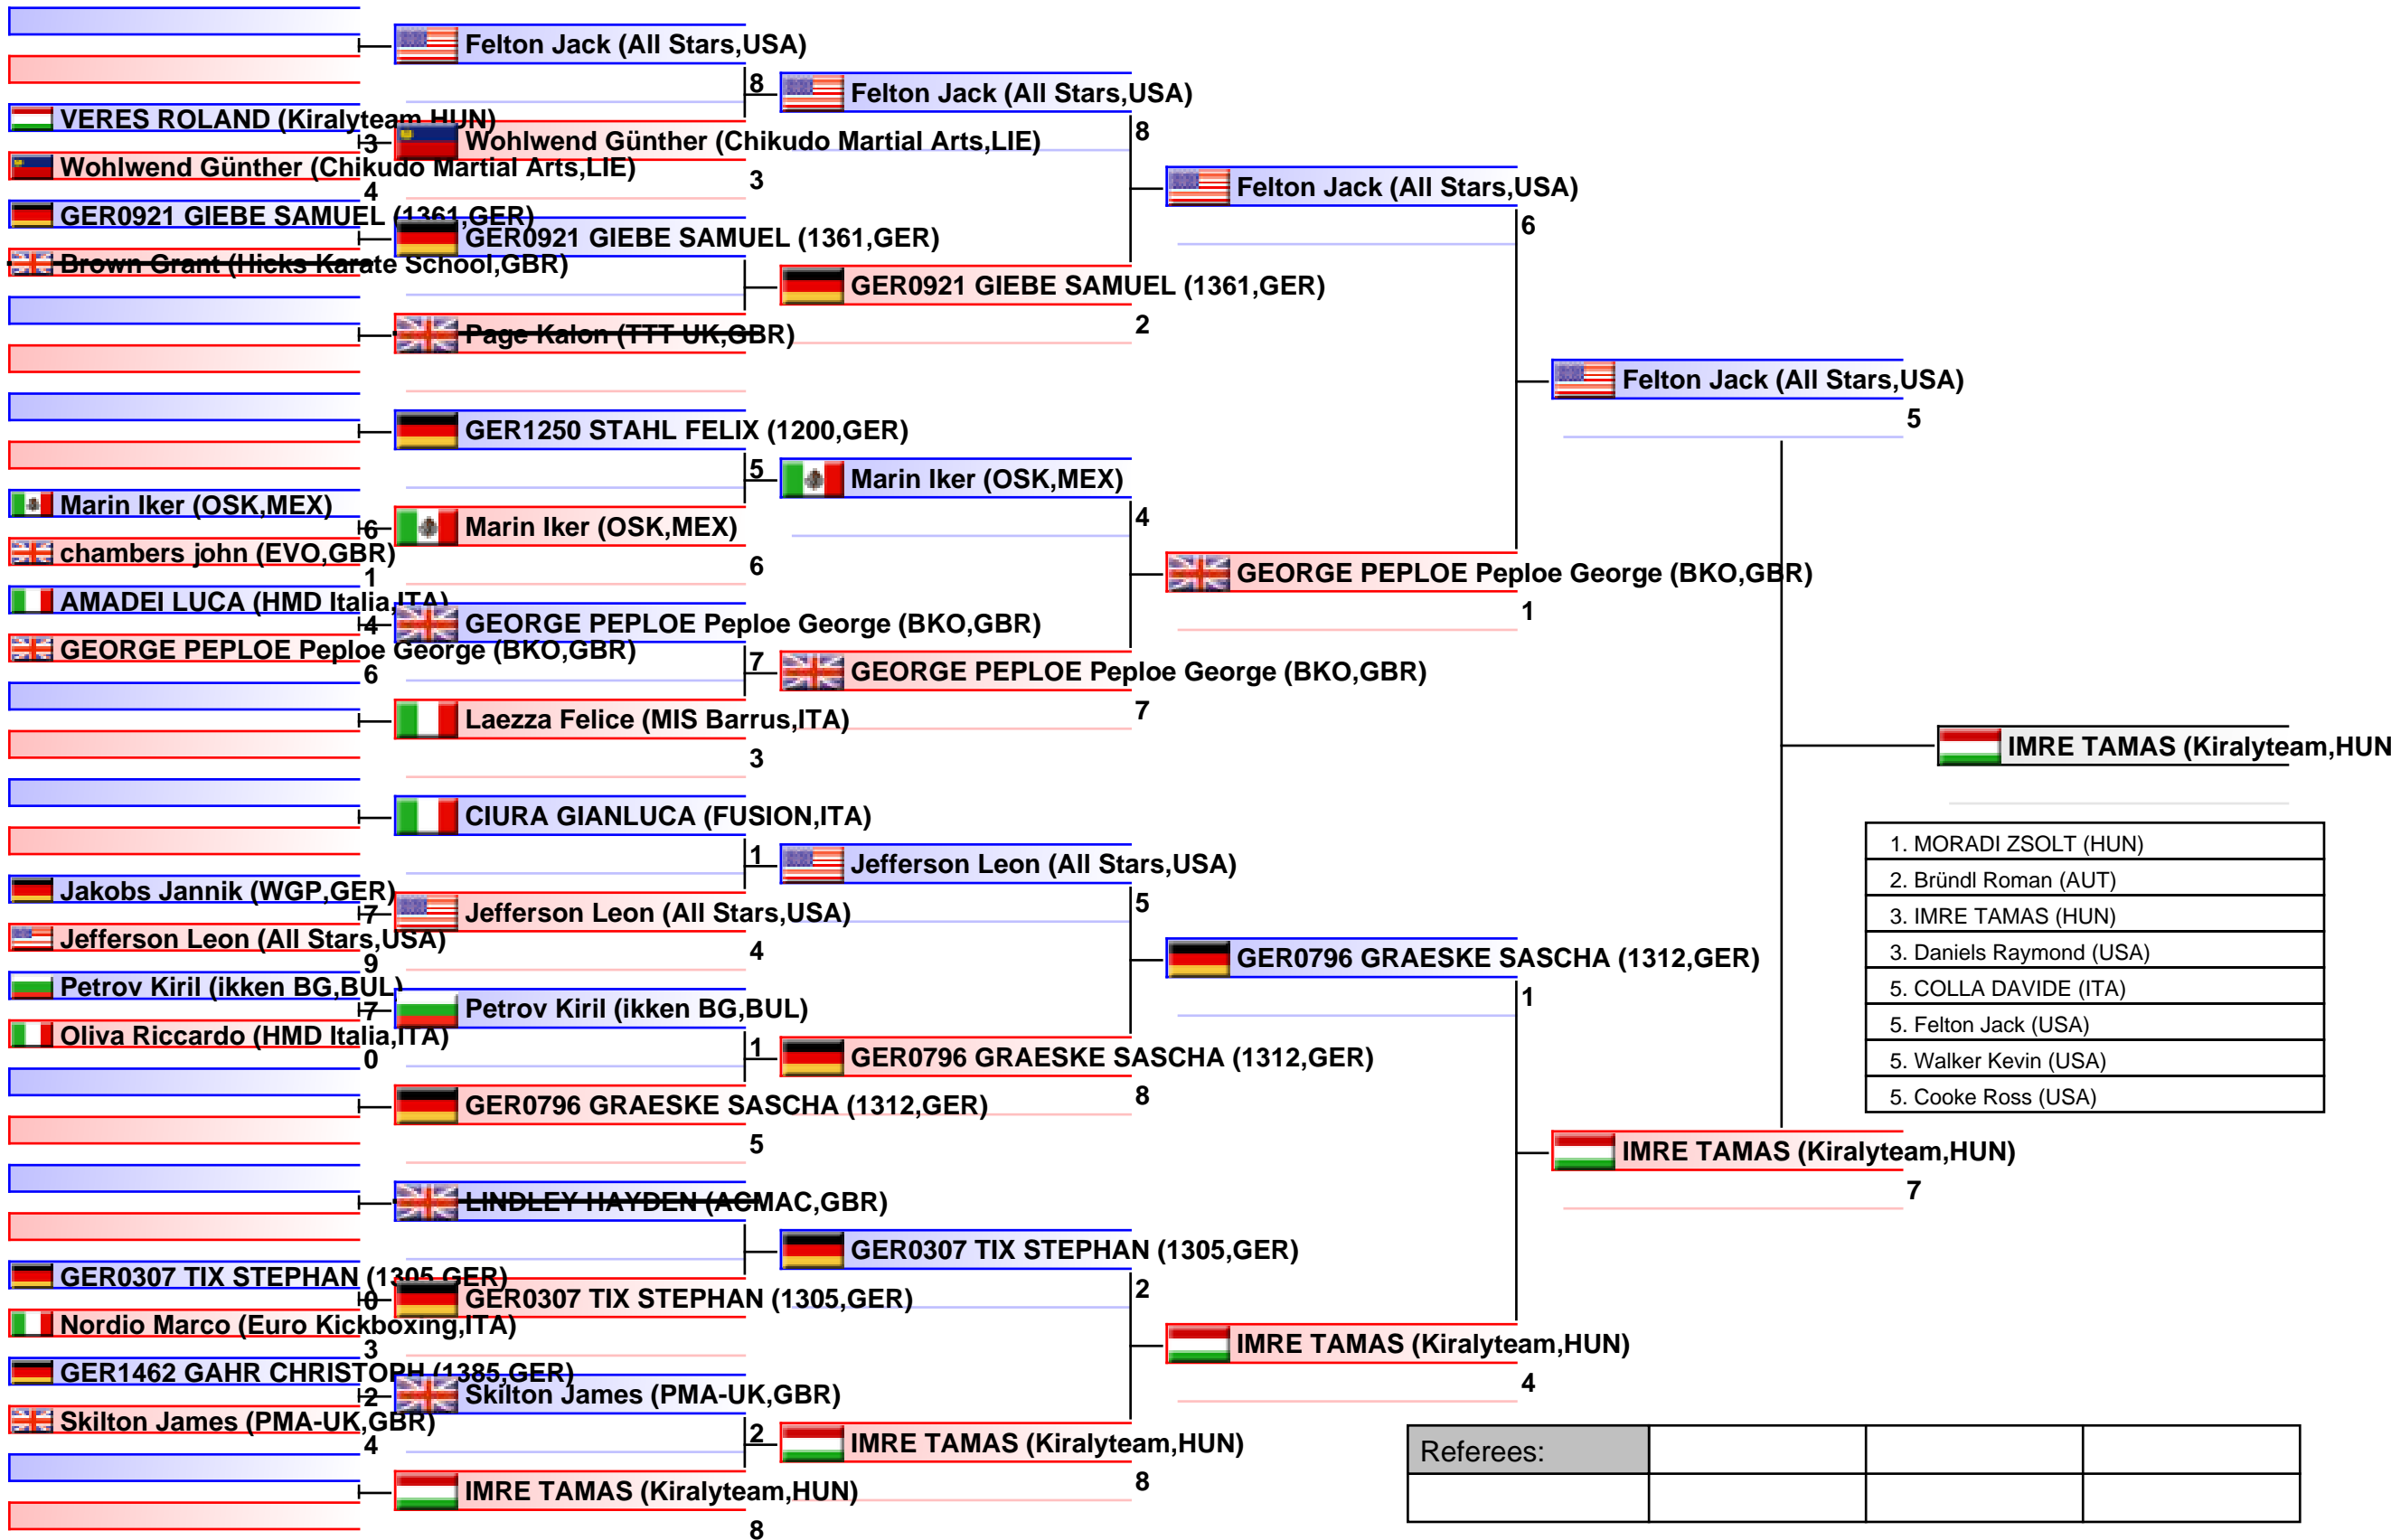 VERES ROLAND (Kiralyteam,HUN)
3
Wohlwend Günther (Chikudo Martial Arts,LIE)
4
GER0921 GIEBE SAMUEL (1361,GER)
Brown Grant (Hicks Karate School,GBR)
Marin Iker (OSK,MEX)
6
chambers john (EVO,GBR)
1
AMADEI LUCA (HMD Italia,ITA)
4
GEORGE PEPLOE Peploe George (BKO,GBR)
6
Jakobs Jannik (WGP,GER)
7
Jefferson Leon (All Stars,USA)
9
Petrov Kiril (ikken BG,BUL)
7
Oliva Riccardo (HMD Italia,ITA)
0
GER0307 TIX STEPHAN (1305,GER)
0
Nordio Marco (Euro Kickboxing,ITA)
3
GER1462 GAHR CHRISTOPH (1385,GER)
2
Skilton James (PMA-UK,GBR)
4
Felton Jack (All Stars,USA)
8
Wohlwend Günther (Chikudo Martial Arts,LIE)
3
GER0921 GIEBE SAMUEL (1361,GER)
Page Kalon (TTT UK,GBR)
GER1250 STAHL FELIX (1200,GER)
5
Marin Iker (OSK,MEX)
6
GEORGE PEPLOE Peploe George (BKO,GBR)
7
Laezza Felice (MIS Barrus,ITA)
3
CIURA GIANLUCA (FUSION,ITA)
1
Jefferson Leon (All Stars,USA)
4
Petrov Kiril (ikken BG,BUL)
1
GER0796 GRAESKE SASCHA (1312,GER)
5
LINDLEY HAYDEN (ACMAC,GBR)
GER0307 TIX STEPHAN (1305,GER)
Skilton James (PMA-UK,GBR)
2
IMRE TAMAS (Kiralyteam,HUN)
8
Felton Jack (All Stars,USA)
8
GER0921 GIEBE SAMUEL (1361,GER)
2
Marin Iker (OSK,MEX)
4
GEORGE PEPLOE Peploe George (BKO,GBR)
7
Jefferson Leon (All Stars,USA)
5
GER0796 GRAESKE SASCHA (1312,GER)
8
GER0307 TIX STEPHAN (1305,GER)
2
IMRE TAMAS (Kiralyteam,HUN)
8
Felton Jack (All Stars,USA)
6
GEORGE PEPLOE Peploe George (BKO,GBR)
1
GER0796 GRAESKE SASCHA (1312,GER)
1
IMRE TAMAS (Kiralyteam,HUN)
4
Felton Jack (All Stars,USA)
5
IMRE TAMAS (Kiralyteam,HUN)
7
IMRE TAMAS (Kiralyteam,HUN
1. MORADI ZSOLT (HUN)
2. Bründl Roman (AUT)
3. IMRE TAMAS (HUN)
3. Daniels Raymond (USA)
5. COLLA DAVIDE (ITA)
5. Felton Jack (USA)
5. Walker Kevin (USA)
5. Cooke Ross (USA)
Referees: